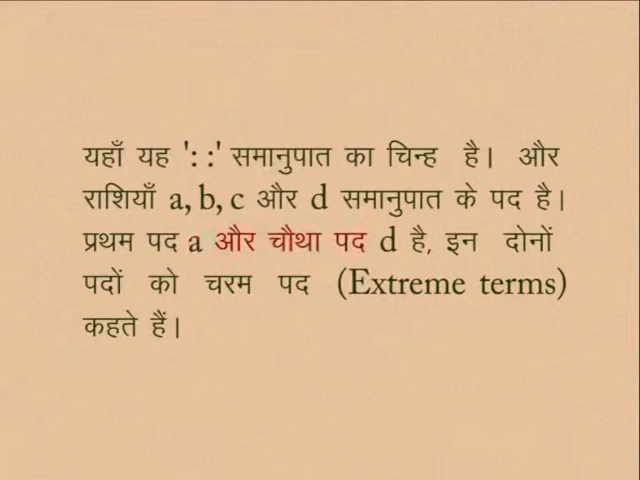 यहाँ यह ': :' समानुपात का चिन्ह है। और
राशियाँ a, b, c और d समानुपात के पद है।
प्रथम पद a और चौथा पद d है, इन दोनों
पदों को चरम पद (Extreme terms)
कहते हैं।